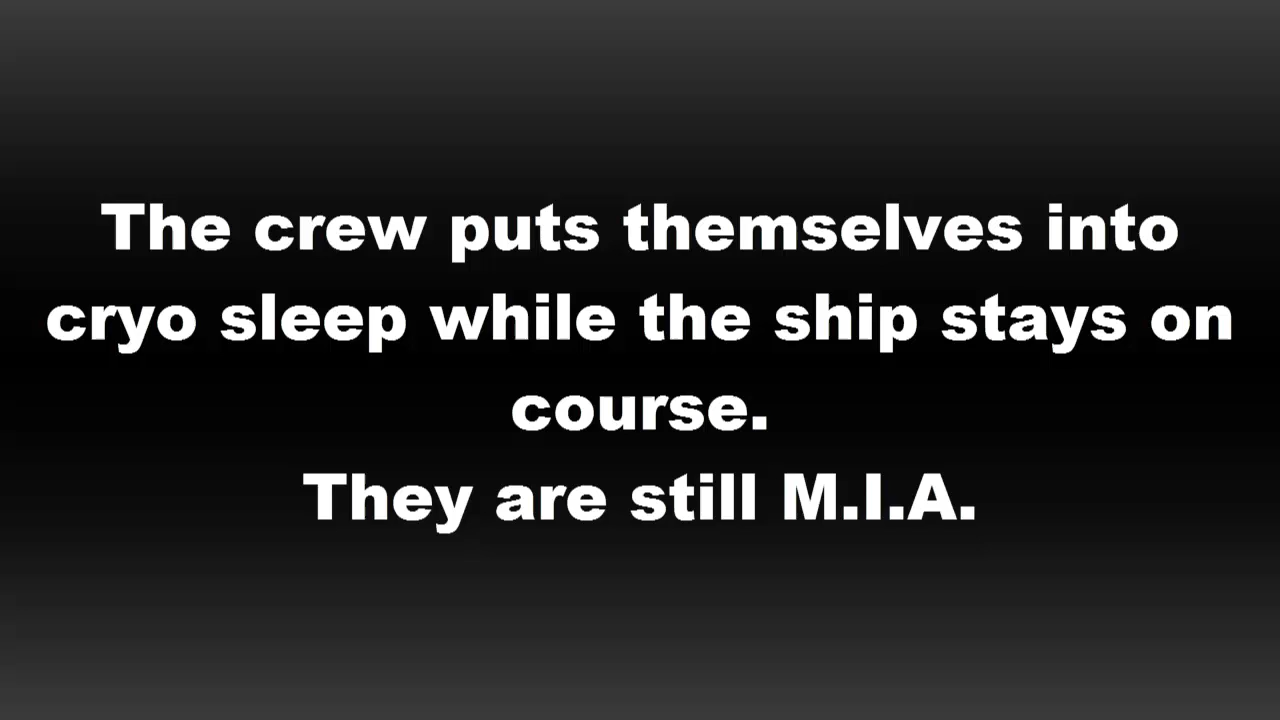 The crew puts themselves into
cryo sleep while the ship stays on
course.
They are still M.I.A.